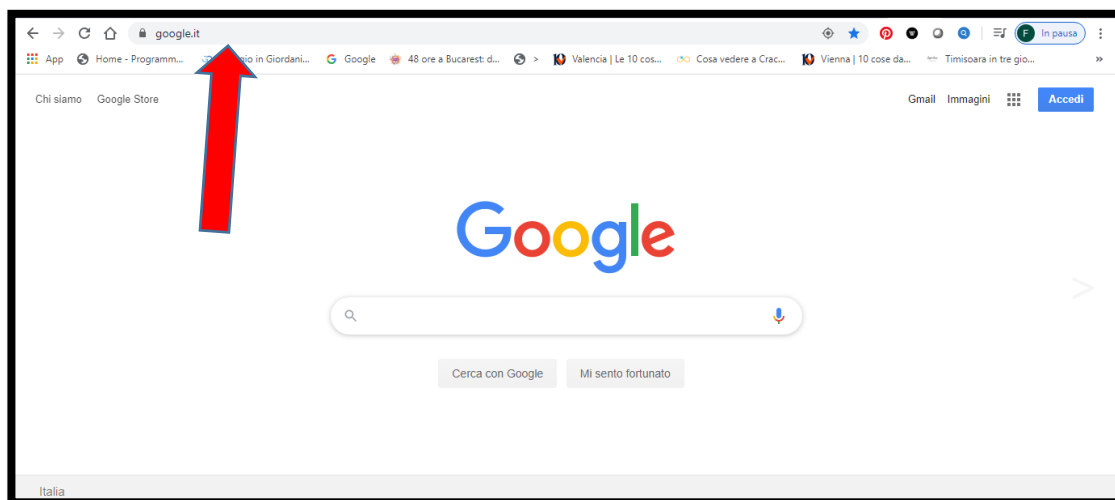 google.it
In pausa
App Home - Programm... in Giordani... Google 48 ore a Bucarest: d... > Valencia | Le 10 cos... Cosa vedere a Crac... Vienna | 10 cose da... Timisoara in tre gio... »
Chi siamo Google Store Gmail Immagini Accedi
Google
Cerca con Google Mi sento fortunato
Italia